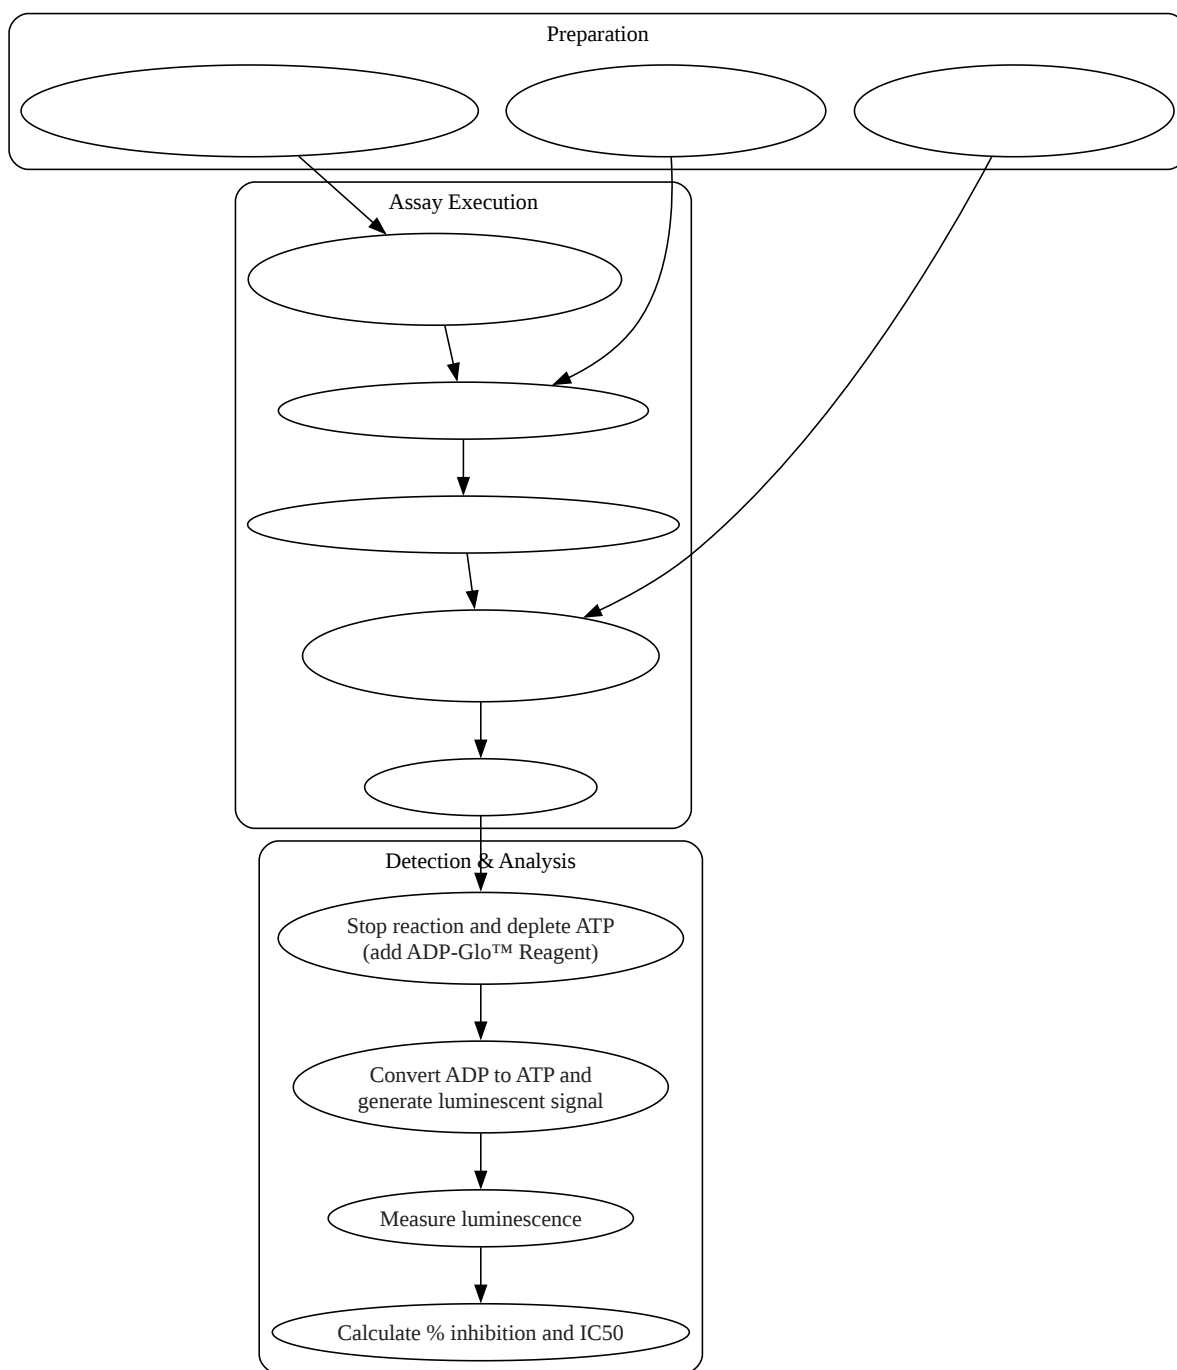 Preparation
Assay Execution
Detection & Analysis
Stop reaction and deplete ATP
(add ADP-Glo™ Reagent)
Convert ADP to ATP and
generate luminescent signal
Measure luminescence
Calculate % inhibition and IC50